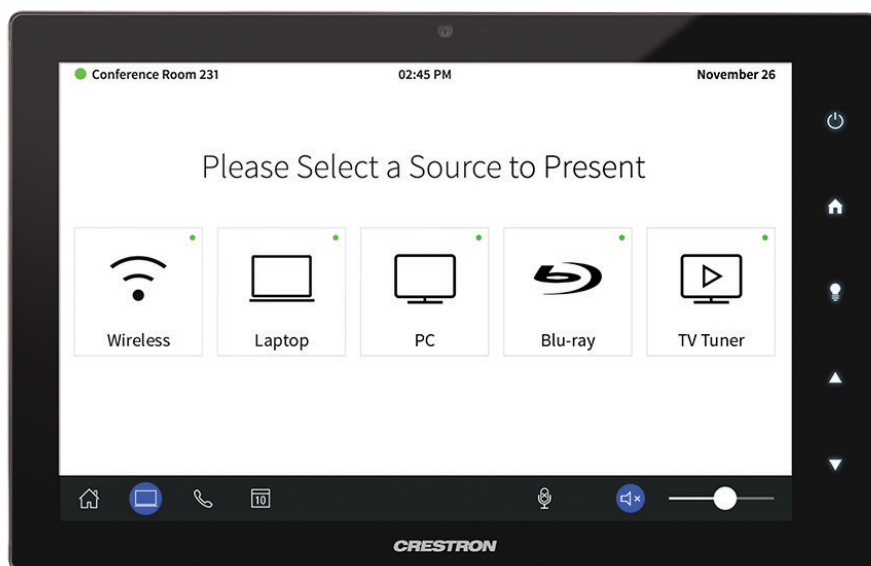 Conference Room 231
02:45 PM
November 26
Please Select a Source to Present
Wireless
Laptop
PC
Blu-ray
TV Tuner
10
CRESTRON